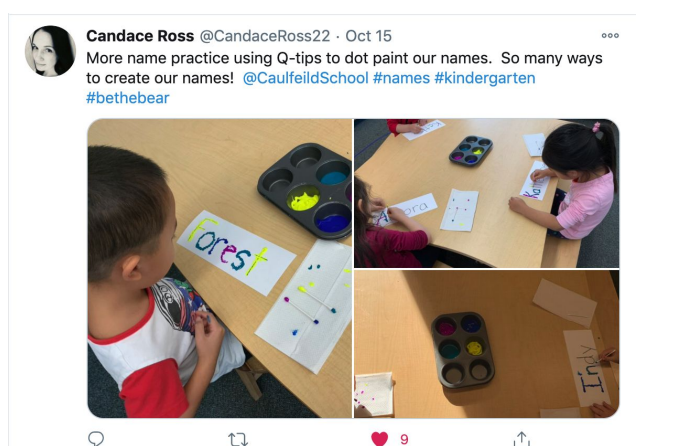 Candace Ross @CandaceRoss22 · Oct 15
More name practice using Q-tips to dot paint our names. So many ways
to create our names! @CaulfeildSchool #names #kindergarten
#bethebear
Forest
Indy
9